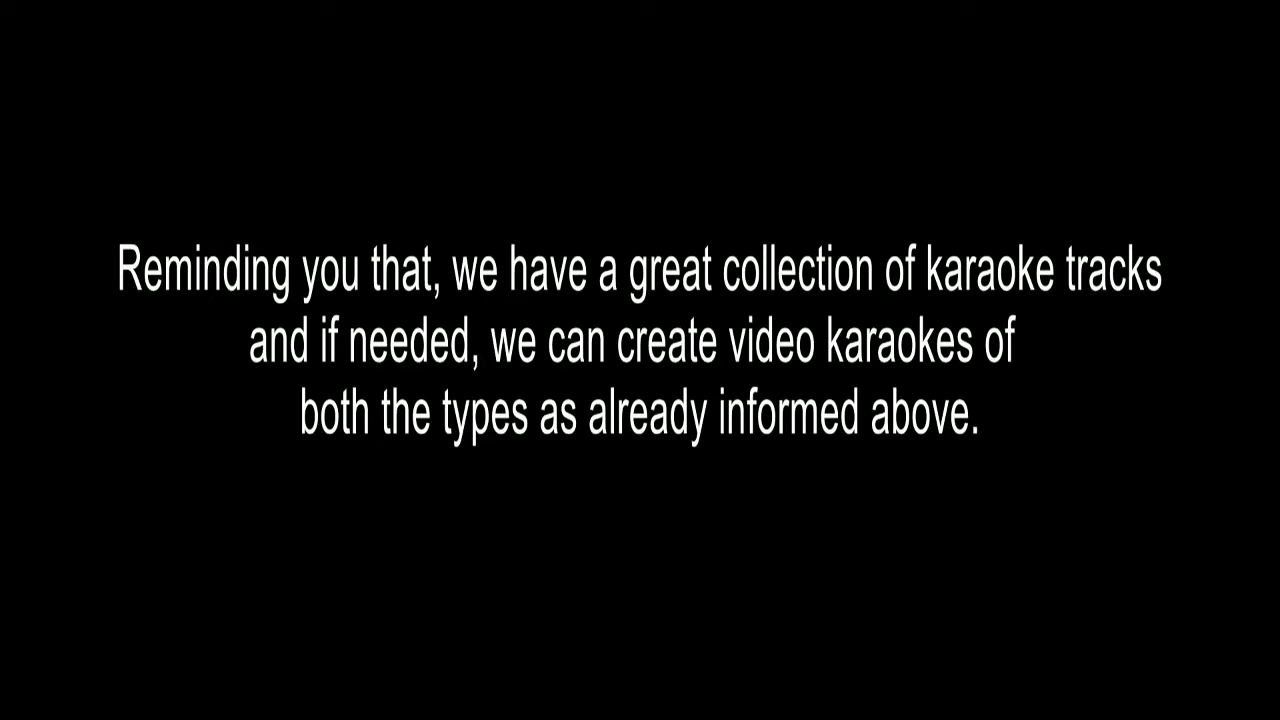 Reminding you that, we have a great collection of karaoke tracks
and if needed, we can create video karaokes of
both the types as already informed above.